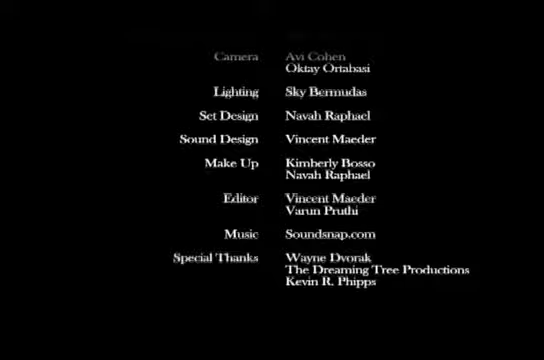 Camera Avi Cohen
Oktay Ortabasi
Lighting Sky Bermudas
Set Design Navah Raphael
Sound Design Vincent Maeder
Make Up Kimberly Bosso
Navah Raphael
Editor Vincent Maeder
Varun Pruthi
Music Soundsnap.com
Special Thanks Wayne Dvorak
The Dreaming Tree Productions
Kevin R. Phipps